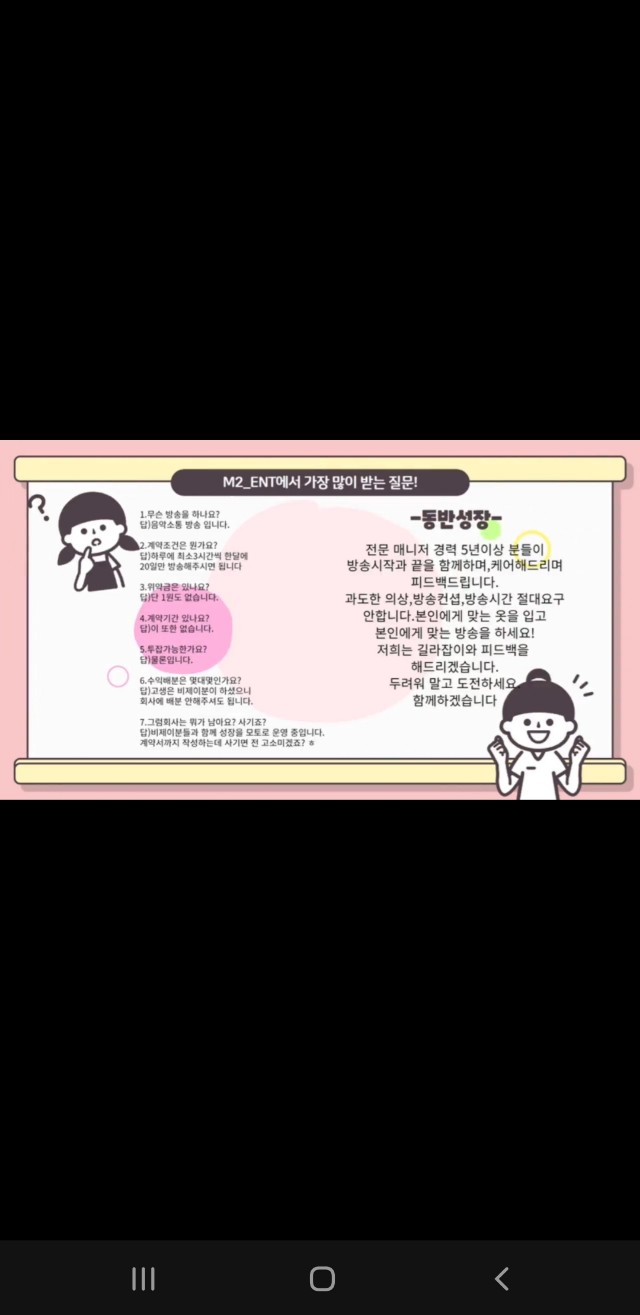 M2_ENT에서 가장 많이 받는 질문!
1.무슨 방송을 하나요?
답)음악소통 방송 입니다.
2.계약조건은 뭔가요?
답)하루에 최소3시간씩 한달에
20일만 방송해주시면 됩니다
3.위약금은 있나요?
답)단 1원도 없습니다.
4.계약기간 있나요?
답)이 또한 없습니다.
5.투잡가능한가요?
답)물론입니다.
6.수익배분은 몇대몇인가요?
답)고생은 비제이분이 하셨으니
회사에 배분 안해주셔도 됩니다.
7.그럼회사는 뭐가 남아요? 사기죠?
답)비제이분들과 함께 성장을 모토로 운영 중입니다.
계약서까지 작성하는데 사기면 전 고소미겠죠? ㅎ
-동반성장-
전문 매니저 경력 5년이상 분들이
방송시작과 끝을 함께하며,케어해드리며
피드백드립니다.
과도한 의상,방송컨셉,방송시간 절대요구
안합니다.본인에게 맞는 옷을 입고
본인에게 맞는 방송을 하세요!
저희는 길라잡이와 피드백을
해드리겠습니다.
두려워 말고 도전하세요.
함께하겠습니다